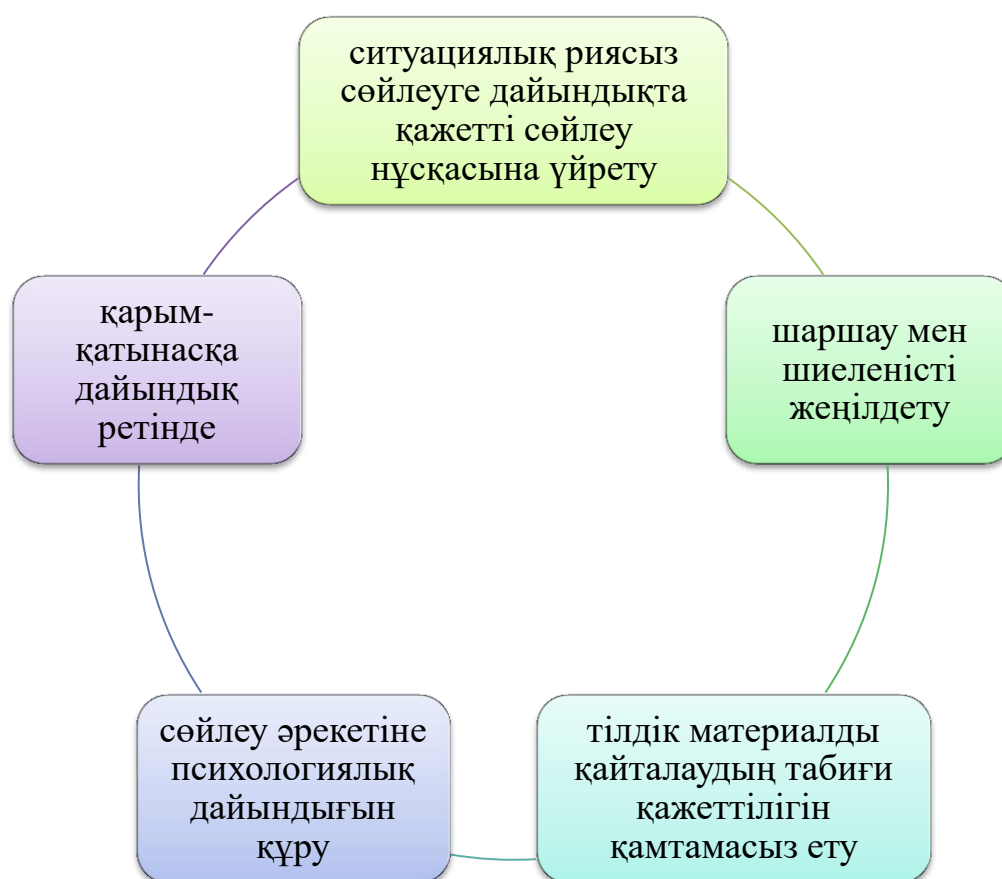 ситуациялық риясыз
сөйлеуге дайындықта
қажетті сөйлеу
нұсқасына үйрету
шаршау мен
шиеленісті
жеңілдету
тілдік материалды
қайталаудың табиғи
қажеттілігін
қамтамасыз ету
сөйлеу әрекетіне
психологиялық
дайындығын
құру
қарым-
қатынасқа
дайындық
ретінде